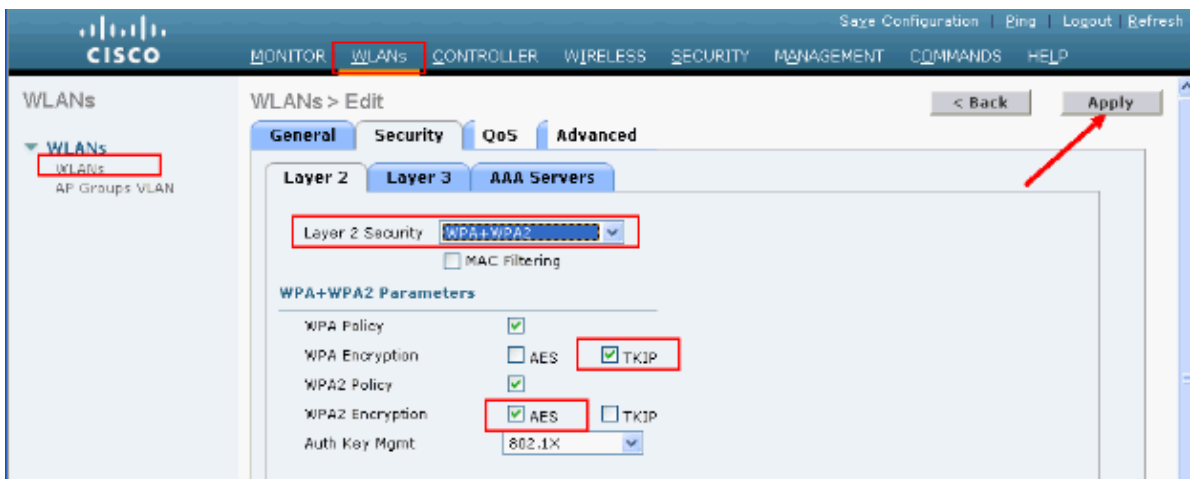 Save Configuration | Ping | Logout | Refresh
CISCO
MONITOR WLANs CONTROLLER WIRELESS SECURITY MANAGEMENT COMMANDS HELP
WLANs
WLANs > Edit
< Back
Apply
General Security QoS Advanced
WLANs
WLANs
AP Groups VLAN
Layer 2 Layer 3 AAA Servers
Layer 2 Security WPA+WPA2
MAC Filtering
WPA+WPA2 Parameters
WPA Policy
WPA Encryption AES TKIP
WPA2 Policy
WPA2 Encryption AES TKIP
Auth Key Mgmt 802.1X